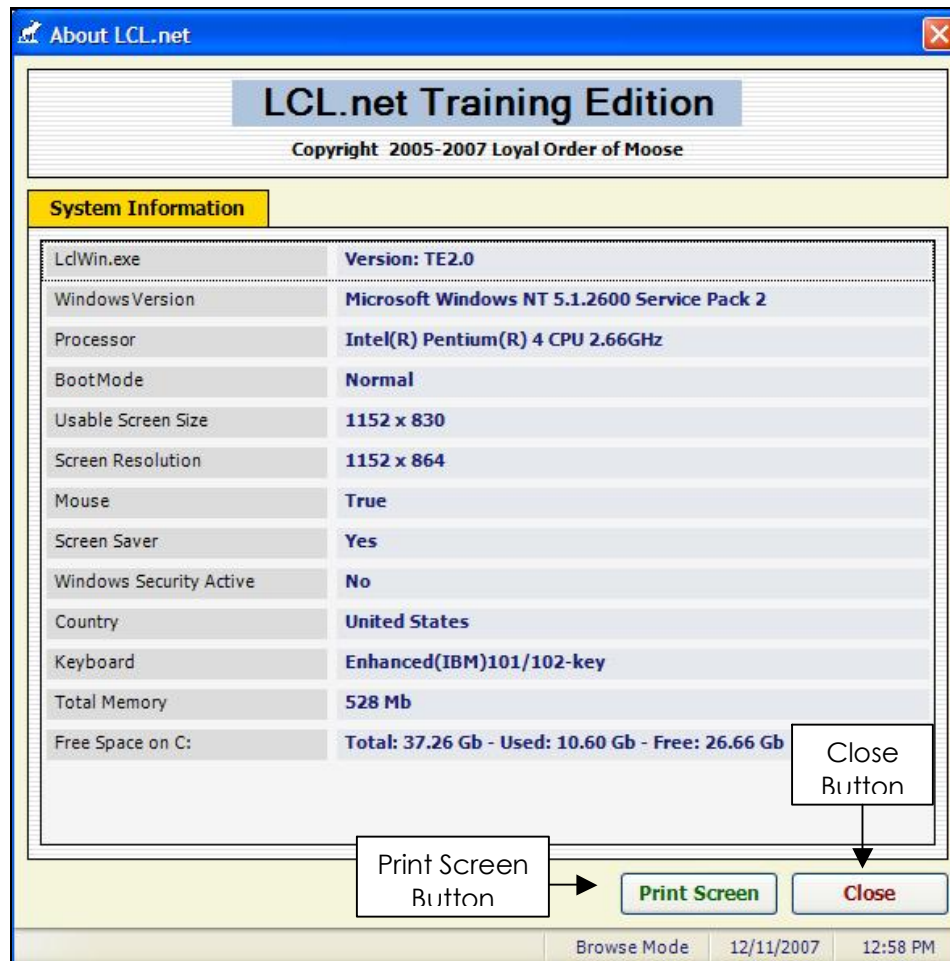 About LCL.net
LCL.net Training Edition
Copyright 2005-2007 Loyal Order of Moose
System Information
LclWin.exe Version: TE2.0
Windows Version Microsoft Windows NT 5.1.2600 Service Pack 2
Processor Intel(R) Pentium(R) 4 CPU 2.66GHz
BootMode Normal
Usable Screen Size 1152 x 830
Screen Resolution 1152 x 864
Mouse True
Screen Saver Yes
Windows Security Active No
Country United States
Keyboard Enhanced(IBM)101/102-key
Total Memory 528 Mb
Free Space on C: Total: 37.26 Gb - Used: 10.60 Gb - Free: 26.66 Gb
Close
Button
Print Screen
Button
Print Screen Close
Browse Mode 12/11/2007 12:58 PM